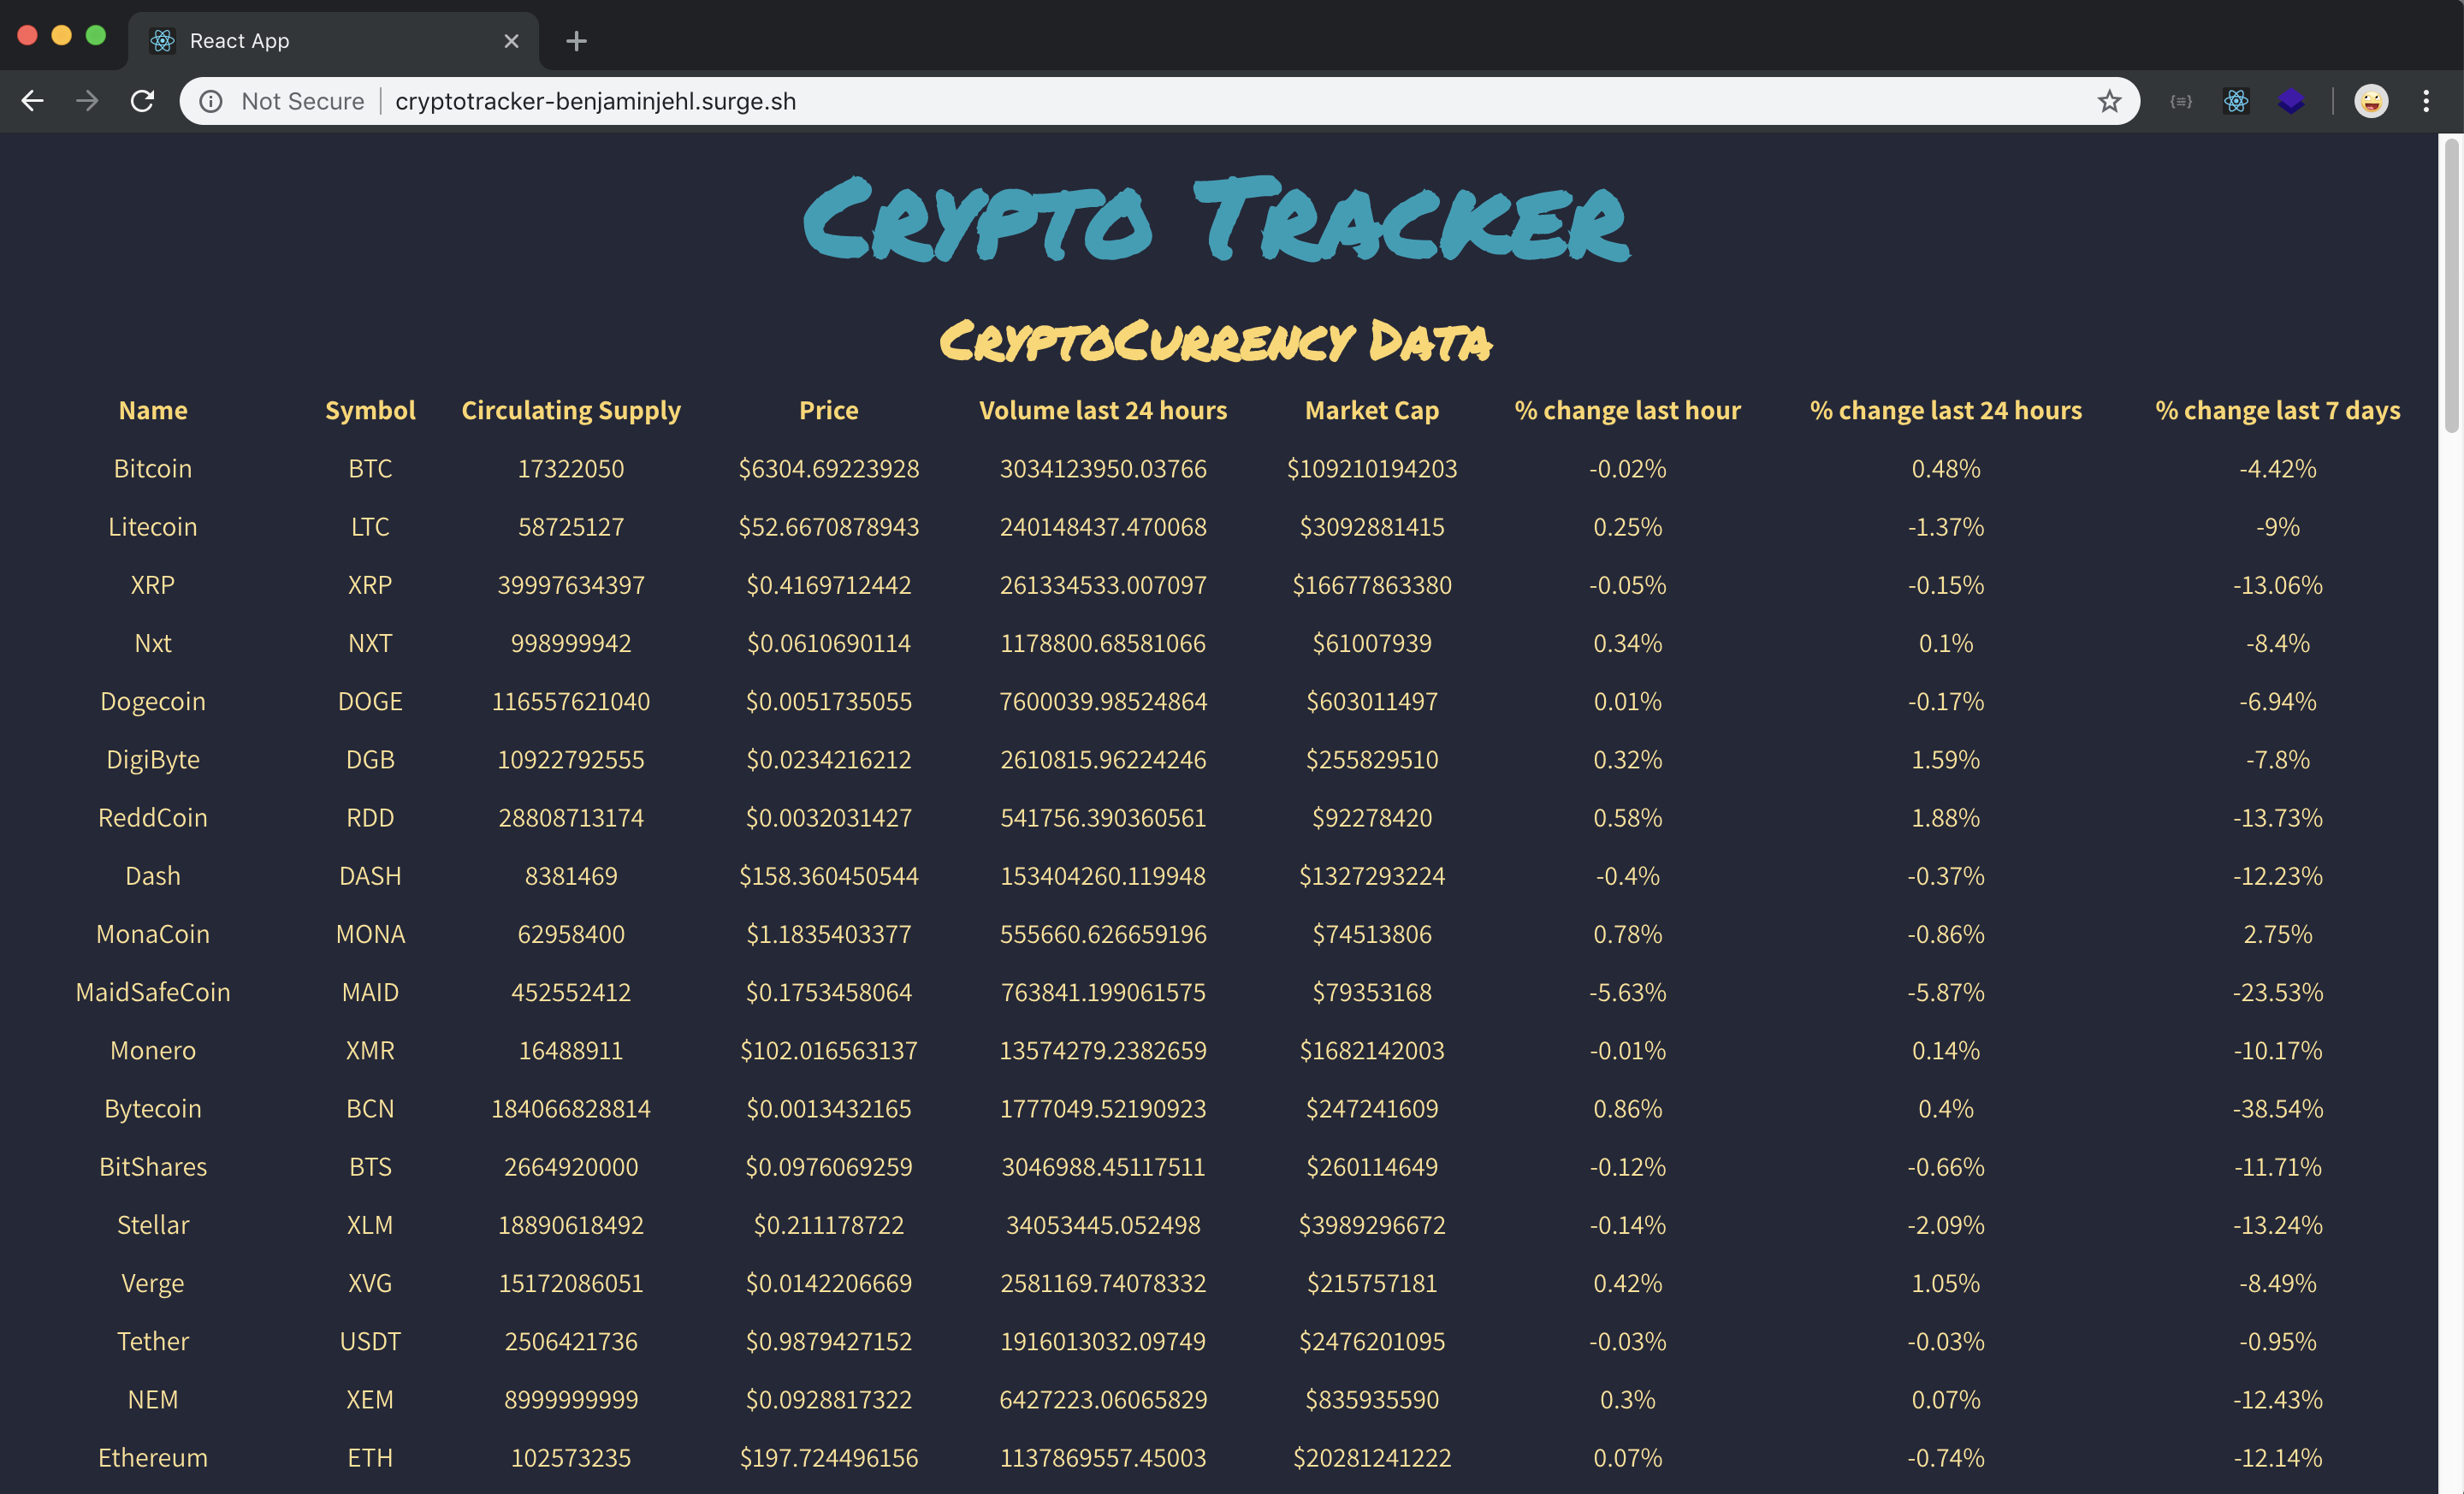 React App
Not Secure cryptotracker-benjaminjehl.surge.sh
Crypto Tracker
CryptoCurrency Data
Name Symbol Circulating Supply Price Volume last 24 hours Market Cap % change last hour % change last 24 hours % change last 7 days
Bitcoin BTC 17322050 $6304.69223928 3034123950.03766 $109210194203 -0.02% 0.48% -4.42%
Litecoin LTC 58725127 $52.6670878943 240148437.470068 $3092881415 0.25% -1.37% -9%
XRP XRP 39997634397 $0.4169712442 261334533.007097 $16677863380 -0.05% -0.15% -13.06%
Nxt NXT 998999942 $0.0610690114 1178800.68581066 $61007939 0.34% 0.1% -8.4%
Dogecoin DOGE 116557621040 $0.0051735055 7600039.98524864 $603011497 0.01% -0.17% -6.94%
DigiByte DGB 10922792555 $0.0234216212 2610815.96224246 $255829510 0.32% 1.59% -7.8%
ReddCoin RDD 28808713174 $0.0032031427 541756.390360561 $92278420 0.58% 1.88% -13.73%
Dash DASH 8381469 $158.360450544 153404260.119948 $1327293224 -0.4% -0.37% -12.23%
MonaCoin MONA 62958400 $1.1835403377 555660.626659196 $74513806 0.78% -0.86% 2.75%
MaidSafeCoin MAID 452552412 $0.1753458064 763841.199061575 $79353168 -5.63% -5.87% -23.53%
Monero XMR 16488911 $102.016563137 13574279.2382659 $1682142003 -0.01% 0.14% -10.17%
Bytecoin BCN 184066828814 $0.0013432165 1777049.52190923 $247241609 0.86% 0.4% -38.54%
BitShares BTS 2664920000 $0.0976069259 3046988.45117511 $260114649 -0.12% -0.66% -11.71%
Stellar XLM 18890618492 $0.211178722 34053445.052498 $3989296672 -0.14% -2.09% -13.24%
Verge XVG 15172086051 $0.0142206669 2581169.74078332 $215757181 0.42% 1.05% -8.49%
Tether USDT 2506421736 $0.9879427152 1916013032.09749 $2476201095 -0.03% -0.03% -0.95%
NEM XEM 8999999999 $0.0928817322 6427223.06065829 $835935590 0.3% 0.07% -12.43%
Ethereum ETH 102573235 $197.724496156 1137869557.45003 $20281241222 0.07% -0.74% -12.14%